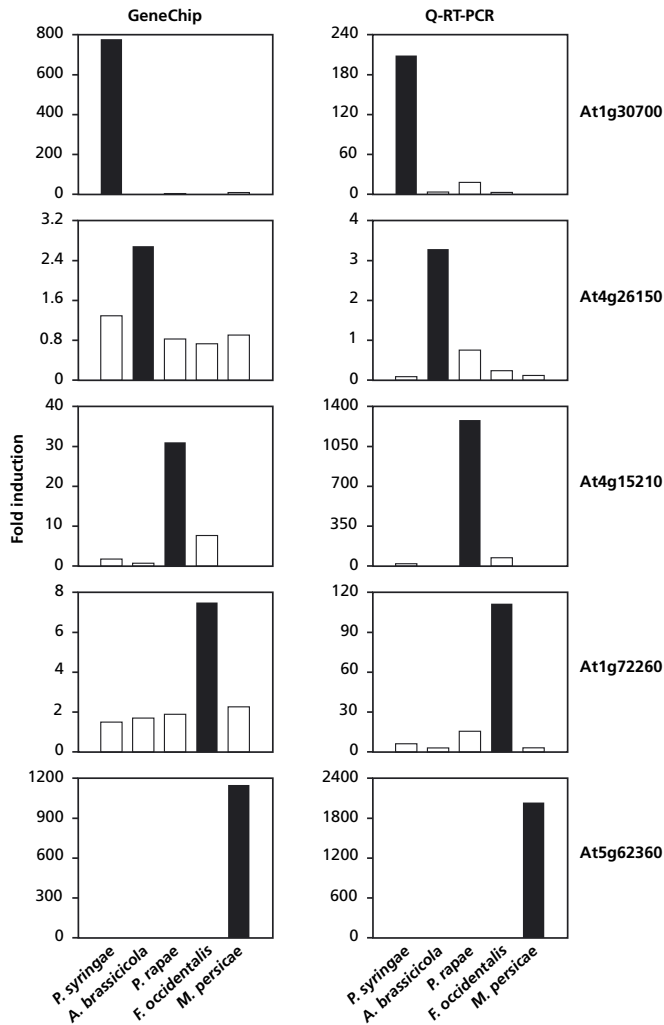 GeneChip Q-RT-PCR
800 240
600 180
400 120 At1g30700
200 60
0 0
3.2 4
2.4 3
1.6 2 At4g26150
0.8 1
0 0
40 1400
30 1050
20 700 At4g15210
10 350
0 0
Fold induction
8 120
6 90
4 60 At1g72260
2 30
0 0
1200 2400
900 1800
600 1200 At5g62360
300 600
0 0
P. syringae
A. brassicicola
P. rapae
F. occidentalis
M. persicae
P. syringae
A. brassicicola
P. rapae
F. occidentalis
M. persicae